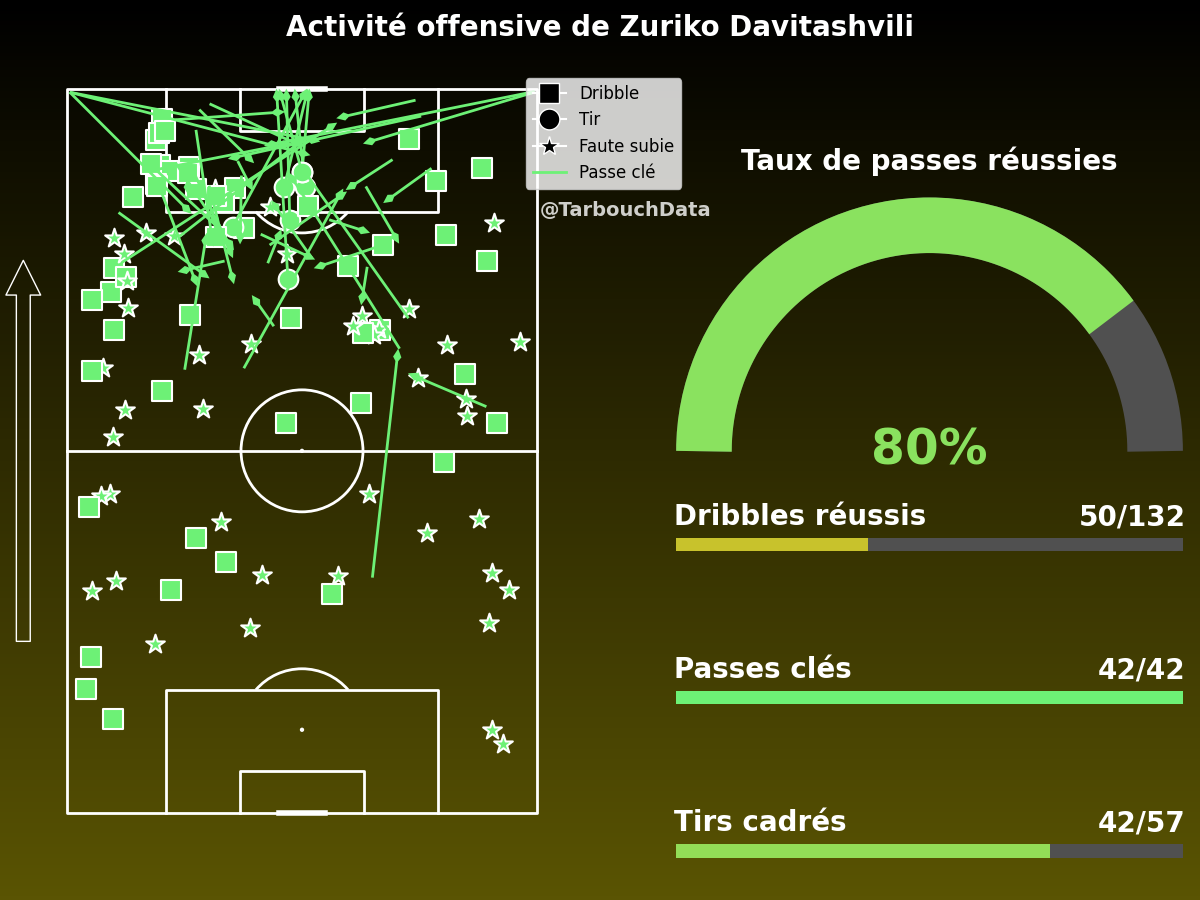 Activité offensive de Zuriko Davitashvili
Dribble
Tir
Faute subie
Passe clé
@TarbouchData
Taux de passes réussies
80%
Dribbles réussis 50/132
Passes clés 42/42
Tirs cadrés 42/57